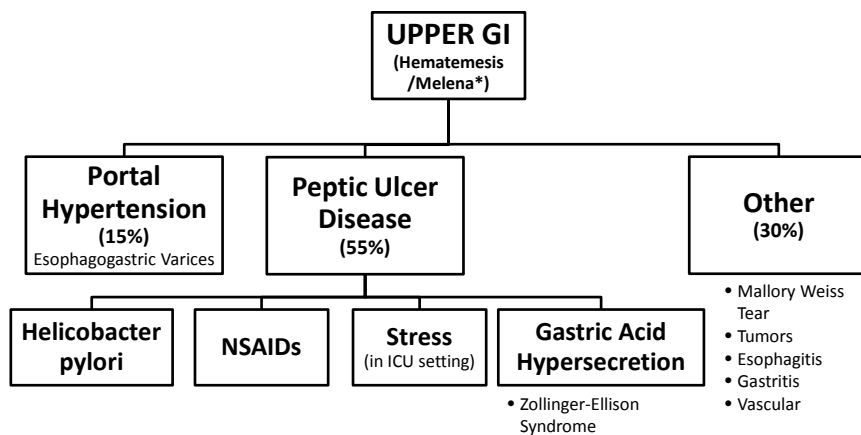 UPPER GI
(Hematemesis
/Melena*)
Portal
Hypertension
(15%)
Esophagogastric Varices
Peptic Ulcer
Disease
(55%)
Other
(30%)
• Mallory Weiss
Tear
• Tumors
• Esophagitis
• Gastritis
• Vascular
Helicobacter
pylori
NSAIDs
Stress
(in ICU setting)
Gastric Acid
Hypersecretion
• Zollinger-Ellison
Syndrome